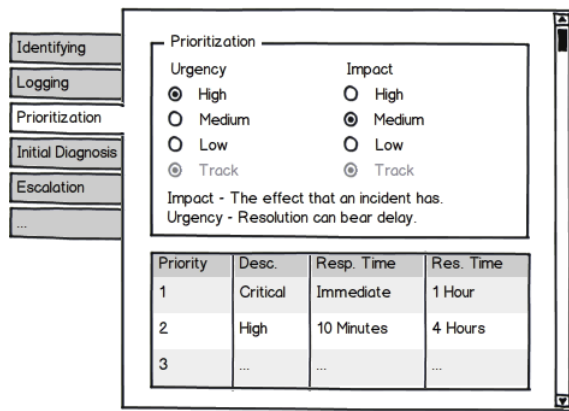 Identifying
Logging
Prioritization
Initial Diagnosis
Escalation
...
Prioritization
Urgency Impact
High High
Medium Medium
Low Low
Track Track
Impact - The effect that an incident has.
Urgency - Resolution can bear delay.
Priority Desc. Resp. Time Res. Time
1 Critical Immediate 1 Hour
2 High 10 Minutes 4 Hours
3 ... ... ...